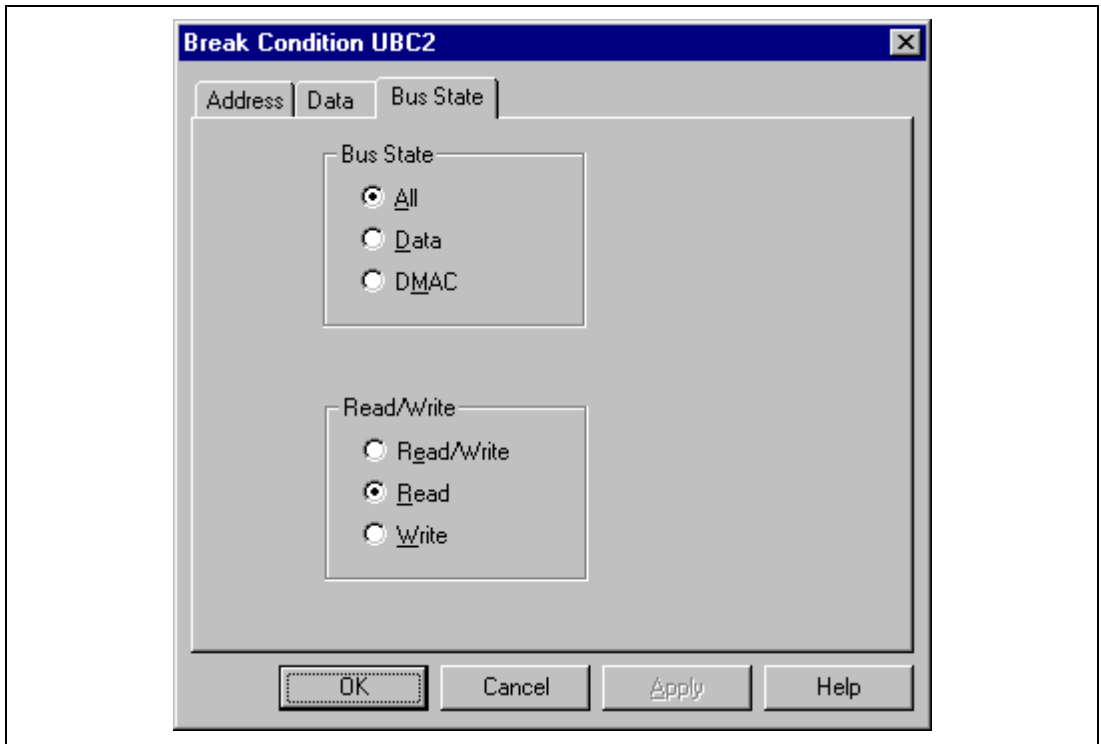 Break Condition UBC2
Address Data Bus State
Bus State
All
Data
DMAC
Read/Write
Read/Write
Read
Write
OK Cancel Apply Help